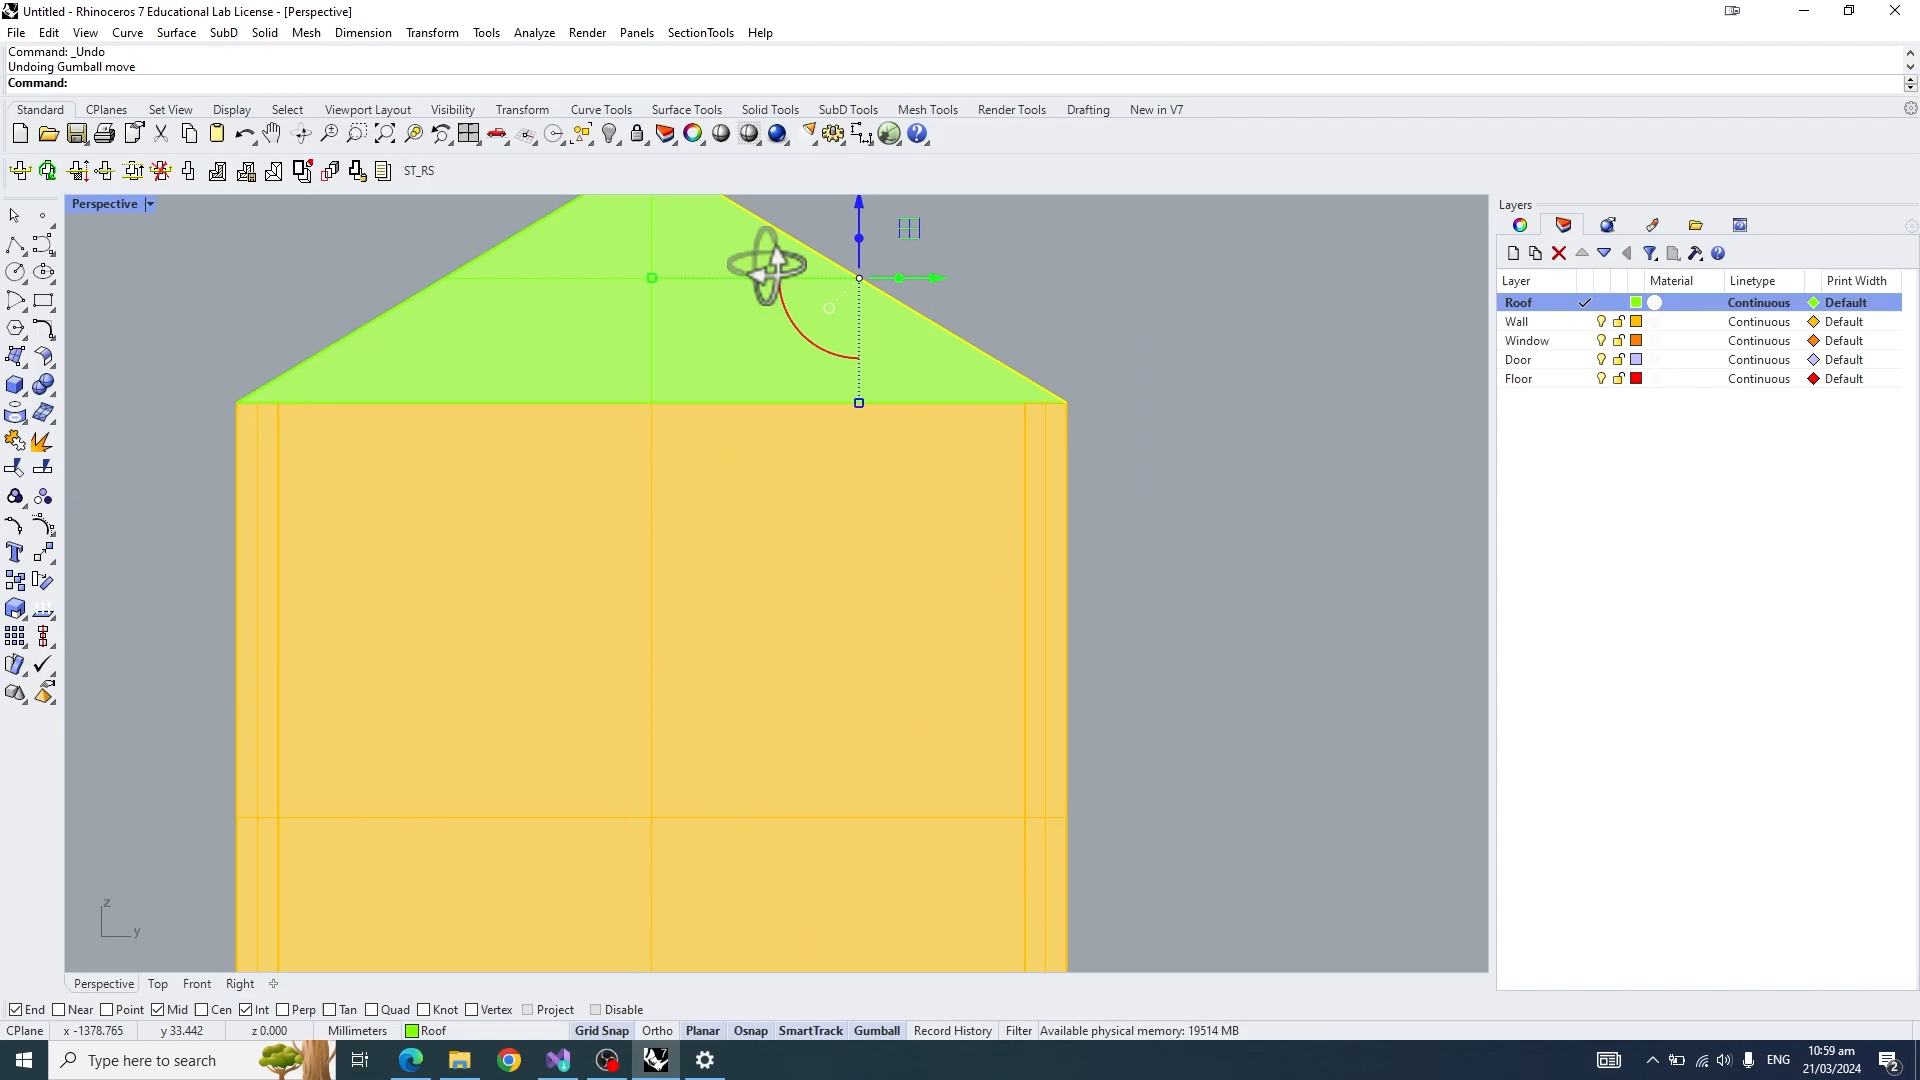 Untitled - Rhinoceros 7 Educational Lab License - [Perspective]
File Edit View Curve Surface SubD Solid Mesh Dimension Transform Tools Analyze Render Panels SectionTools Help
Command: _Undo
Undoing Gumball move
Command:
Standard CPlanes Set View Display Select Viewport Layout Visibility Transform Curve Tools Surface Tools Solid Tools SubD Tools Mesh Tools Render Tools Drafting New in V7
ST_RS
Perspective
Layers
Layer Material Linetype Print Width
Roof Continuous Default
Wall Continuous Default
Window Continuous Default
Door Continuous Default
Floor Continuous Default
z
y
Perspective Top Front Right
End Near Point Mid Cen Int Perp Tan Quad Knot Vertex Project Disable
CPlane x -1378.765 y 33.442 z 0.000 Millimeters Roof Grid Snap Ortho Planar Osnap SmartTrack Gumball Record History Filter Available physical memory: 19514 MB
Type here to search
ENG
10:59 am
21/03/2024
2